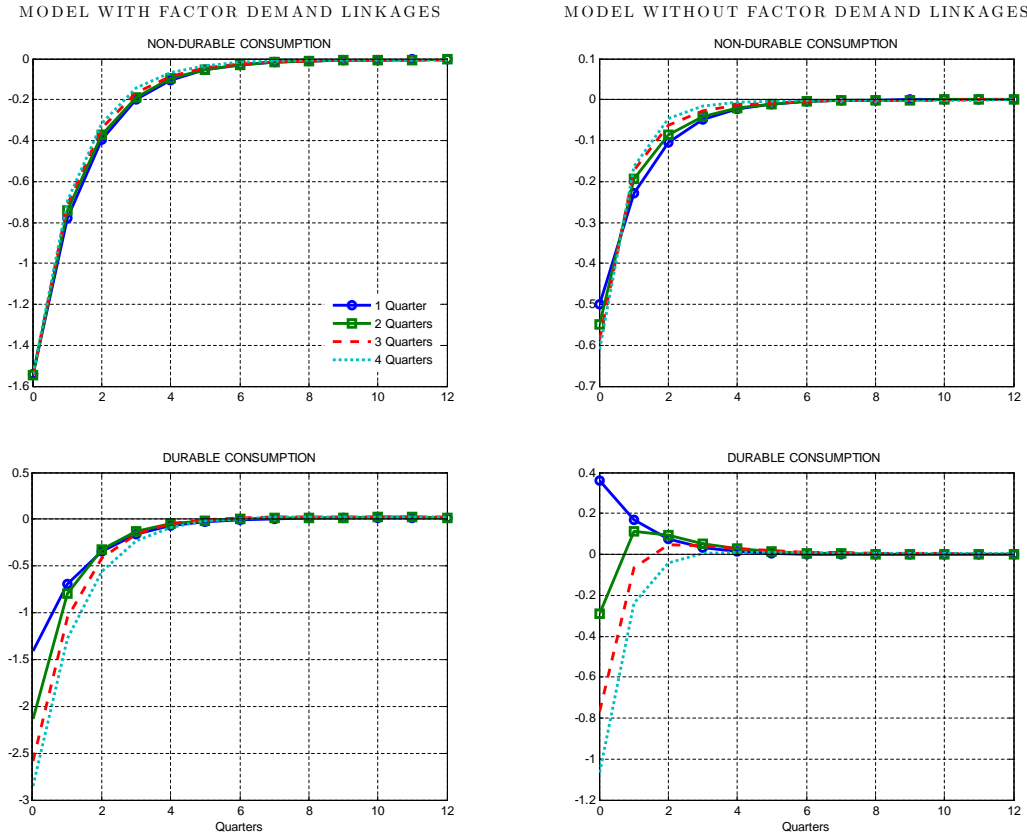 MODEL WITH FACTOR DEMAND LINKAGES
NON-DURABLE CONSUMPTION
0
-0.2
-0.4
-0.6
-0.8
-1
-1.2
-1.4
-1.6
0 2 4 6 8 10 12
1 Quarter
2 Quarters
3 Quarters
4 Quarters
MODEL WITHOUT FACTOR DEMAND LINKAGES
NON-DURABLE CONSUMPTION
0.1
0
-0.1
-0.2
-0.3
-0.4
-0.5
-0.6
-0.7
0 2 4 6 8 10 12
DURABLE CONSUMPTION
0.5
0
-0.5
-1
-1.5
-2
-2.5
-3
0 2 4 6 8 10 12
Quarters
DURABLE CONSUMPTION
0.4
0.2
0
-0.2
-0.4
-0.6
-0.8
-1
-1.2
0 2 4 6 8 10 12
Quarters